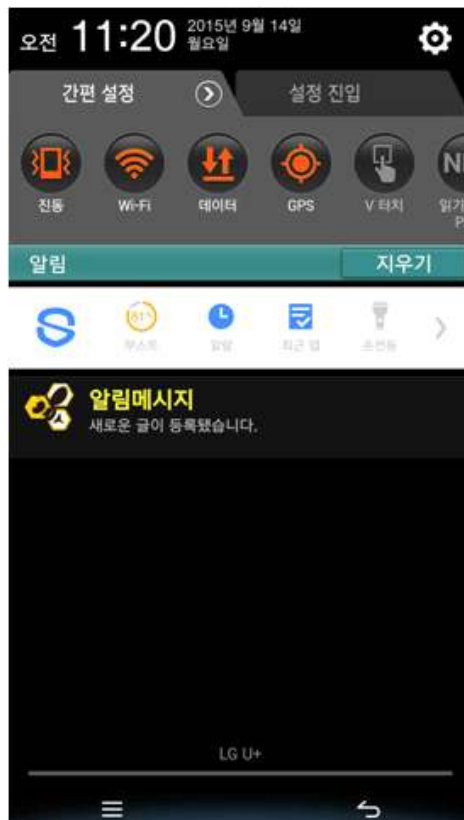 오전 11:20 2015년 9월 14일
월요일
간편 설정
설정 진입
진동
Wi-Fi
데이터
GPS
V 터치
알림
지우기
81%
부스트
알람
최근 앱
손전등
알림메시지
새로운 글이 등록됐습니다.
LG U+